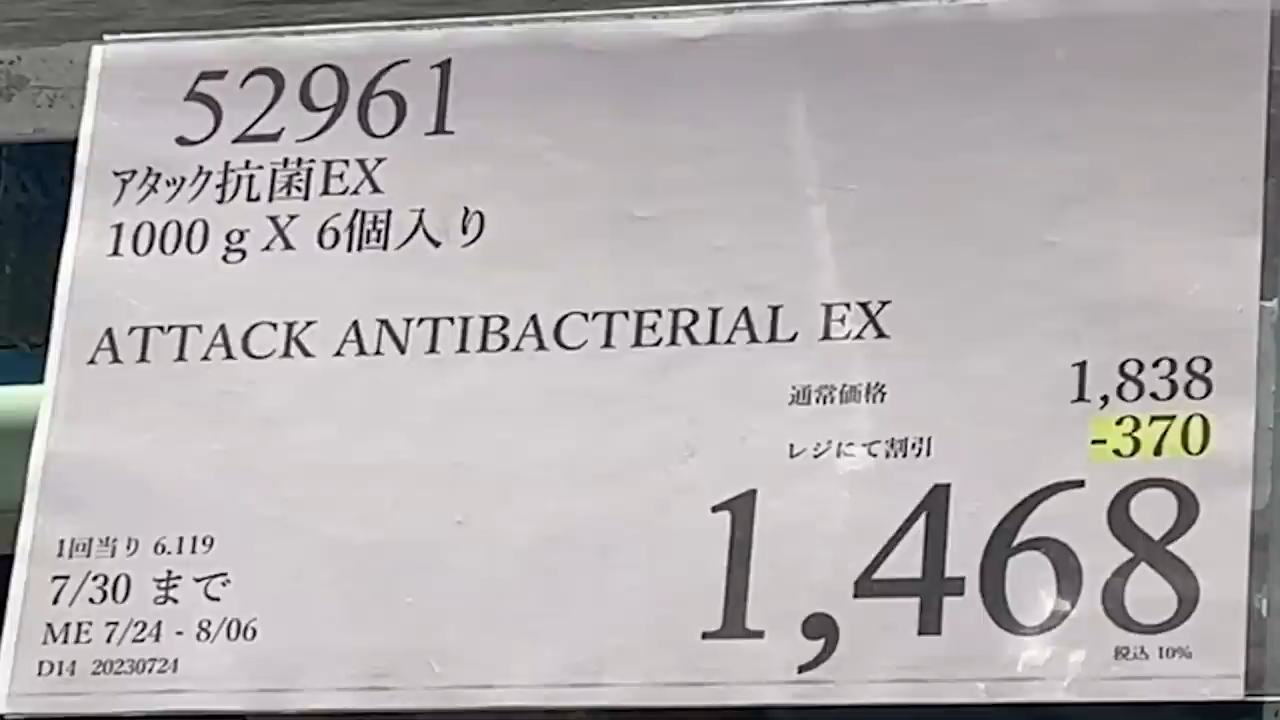 52961
アタック抗菌EX
1000 g X 6個入り
ATTACK ANTIBACTERIAL EX
通常価格 1,838
レジにて割引 -370
1,468
税込 10%
1回当り 6.119
7/30 まで
ME 7/24 - 8/06
D14 20230724